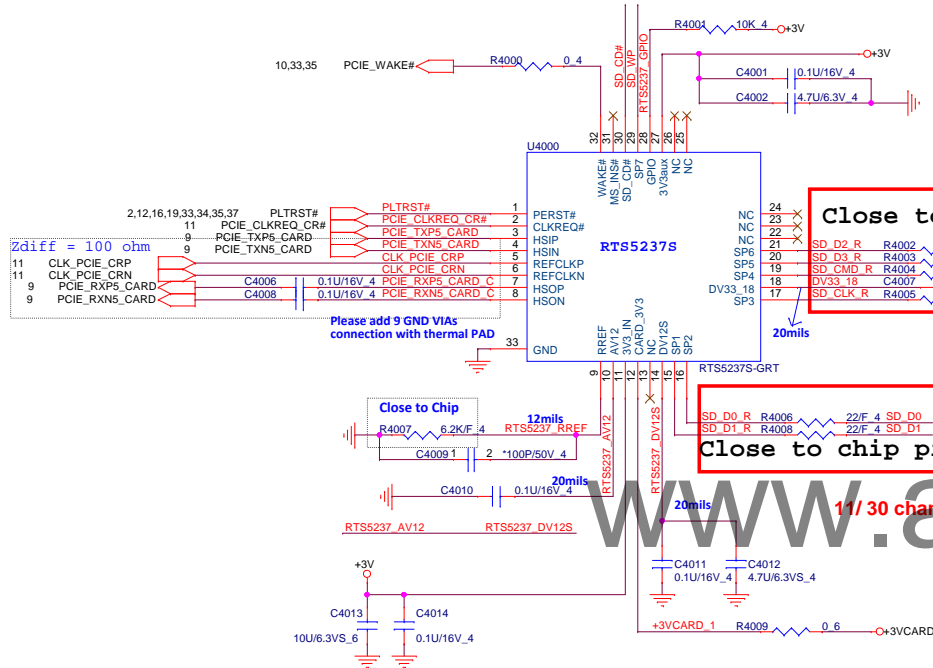 R4001
10K_4
+3V
10,33,35
PCIE_WAKE#
R4000
0_4
SD_CD#
SD_WP
RTS5237_GPIO
+3V
C4001
0.1U/16V_4
C4002
4.7U/6.3V_4
U4000
32
31
30
29
28
27
26
25
WAKE#
MS_INS#
SD_CD#
SP7
GPIO
3V3aux
NC
NC
2,12,16,19,33,34,35,37
PLTRST#
PLTRST#
1
PERST#
11
PCIE_CLKREQ_CR#
PCIE_CLKREQ_CR#
2
CLKREQ#
9
PCIE_TXP5_CARD
PCIE_TXP5_CARD
3
HSIP
9
PCIE_TXN5_CARD
PCIE_TXN5_CARD
4
HSIN
Zdiff = 100 ohm
11
CLK_PCIE_CRP
CLK_PCIE_CRP
5
REFCLKP
11
CLK_PCIE_CRN
CLK_PCIE_CRN
6
REFCLKN
9
PCIE_RXP5_CARD
C4006
0.1U/16V_4
PCIE_RXP5_CARD_C
7
HSOP
9
PCIE_RXN5_CARD
C4008
0.1U/16V_4
PCIE_RXN5_CARD_C
8
HSON
RTS5237S
NC
24
NC
23
NC
22
SP6
21
SD_D2_R
R4002
SP5
20
SD_D3_R
R4003
SP4
19
SD_CMD_R
R4004
DV33_18
18
DV33_18
C4007
SP3
17
SD_CLK_R
R4005
Close to
20mils
Please add 9 GND VIAs
connection with thermal PAD
33
GND
RREF
AV12
3V3_IN
CARD_3V3
NC
DV12S
SP1
SP2
9
10
11
12
13
14
15
16
RTS5237S-GRT
Close to Chip
R4007
6.2K/F_4
12mils
RTS5237_RREF
C4009
1
2
*100P/50V_4
RTS5237_AV12
RTS5237_DV12S
SD_D0_R
R4006
22/F_4
SD_D0
SD_D1_R
R4008
22/F_4
SD_D1
Close to chip
20mils
C4010
0.1U/16V_4
20mils
www.a
11/ 30
RTS5237_AV12
RTS5237_DV12S
C4011
0.1U/16V_4
C4012
4.7U/6.3VS_4
+3V
C4013
10U/6.3VS_6
C4014
0.1U/16V_4
+3VCARD_1
R4009
0_6
+3VCARD